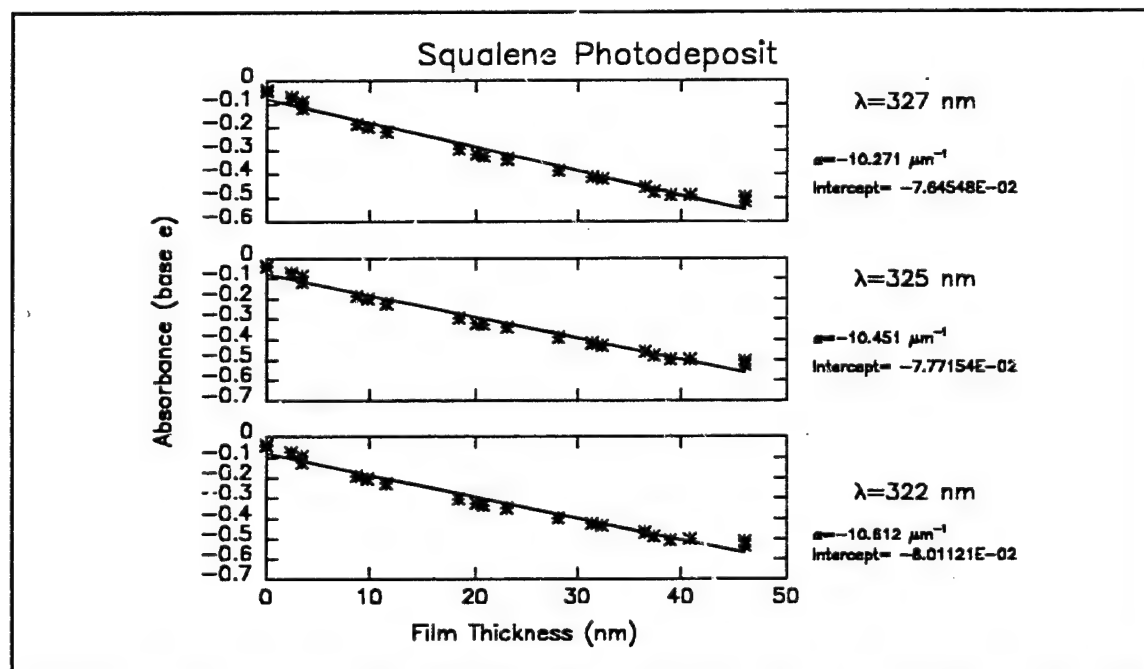 Squalene Photodeposit
Absorbance (base e)
0
-0.1
-0.2
-0.3
-0.4
-0.5
-0.6
λ=327 nm
α=-10.271 μm⁻¹
Intercept= -7.64548E-02
0
-0.1
-0.2
-0.3
-0.4
-0.5
-0.6
-0.7
λ=325 nm
α=-10.451 μm⁻¹
Intercept= -7.77154E-02
0
-0.1
-0.2
-0.3
-0.4
-0.5
-0.6
-0.7
λ=322 nm
α=-10.612 μm⁻¹
Intercept= -8.01121E-02
0 10 20 30 40 50
Film Thickness (nm)